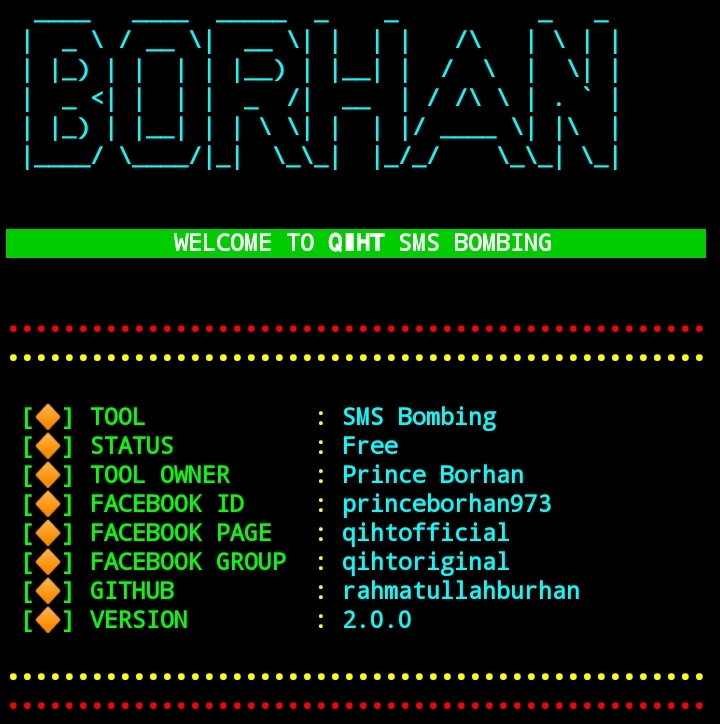 BORHAN
WELCOME TO QIHT SMS BOMBING
[🔶] TOOL : SMS Bombing
[🔶] STATUS : Free
[🔶] TOOL OWNER : Prince Borhan
[🔶] FACEBOOK ID : princeborhan973
[🔶] FACEBOOK PAGE : qihtofficial
[🔶] FACEBOOK GROUP : qihtoriginal
[🔶] GITHUB : rahmatullahburhan
[🔶] VERSION : 2.0.0